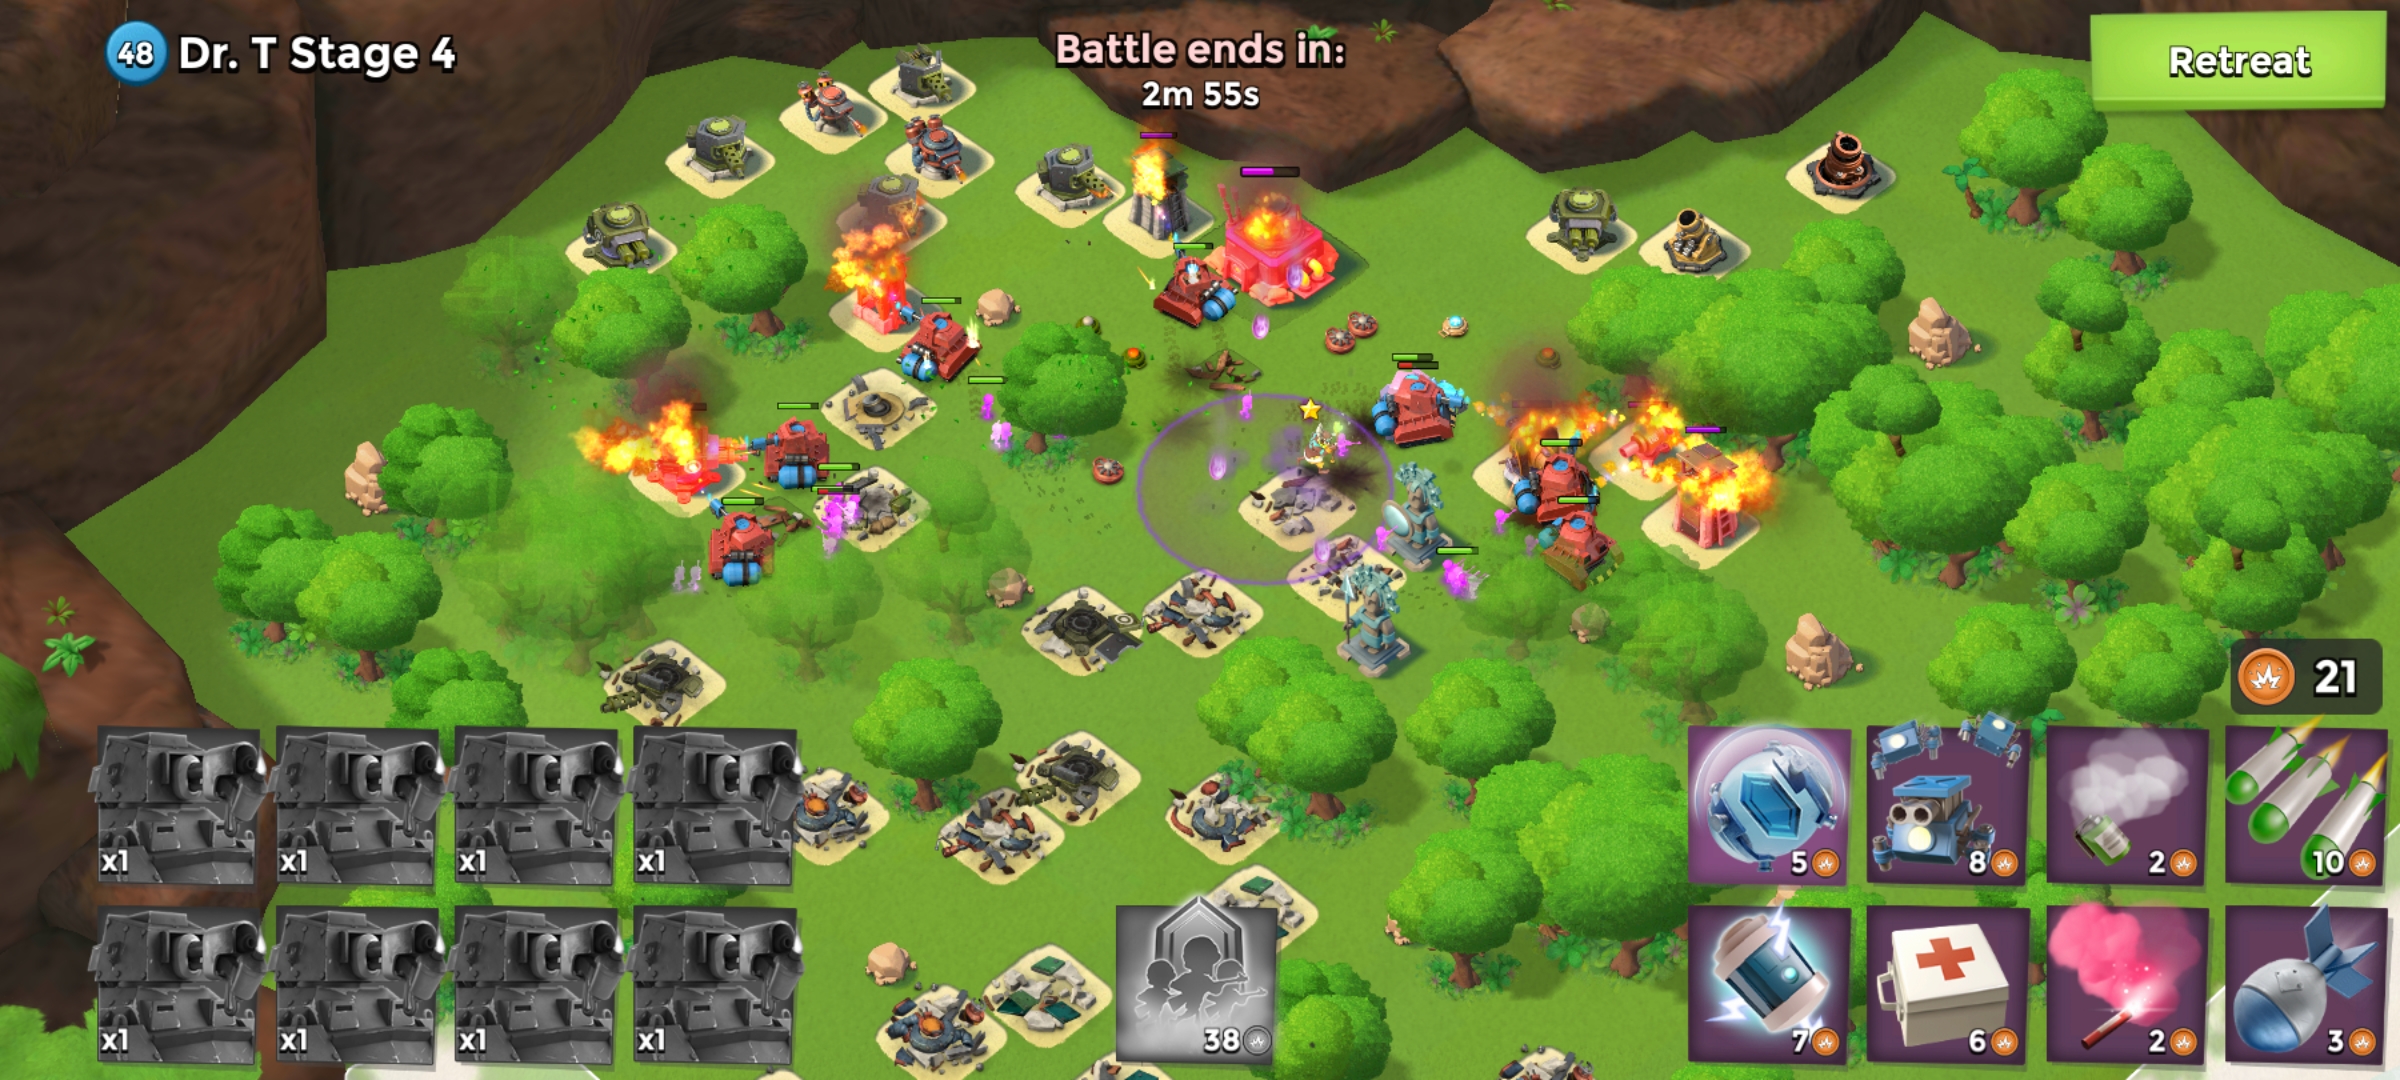 48 Dr. T Stage 4
Battle ends in:
2m 55s
Retreat
21
x1 x1 x1 x1
5 8 2 10
x1 x1 x1 x1
38
7 6 2 3